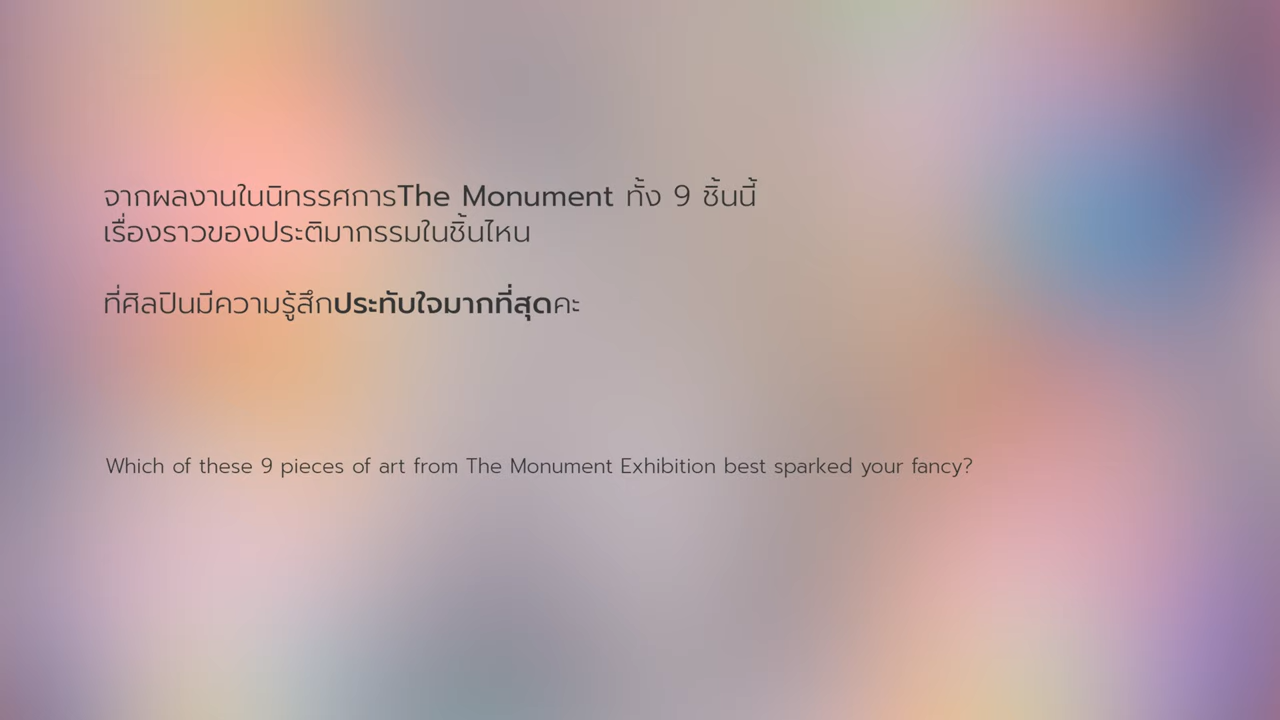 จากผลงานในนิทรรศการThe Monument ทั้ง 9 ชิ้นนี้
เรื่องราวของประติมากรรมในชิ้นไหน
ที่ศิลปินมีความรู้สึกประทับใจมากที่สุดคะ
Which of these 9 pieces of art from The Monument Exhibition best sparked your fancy?